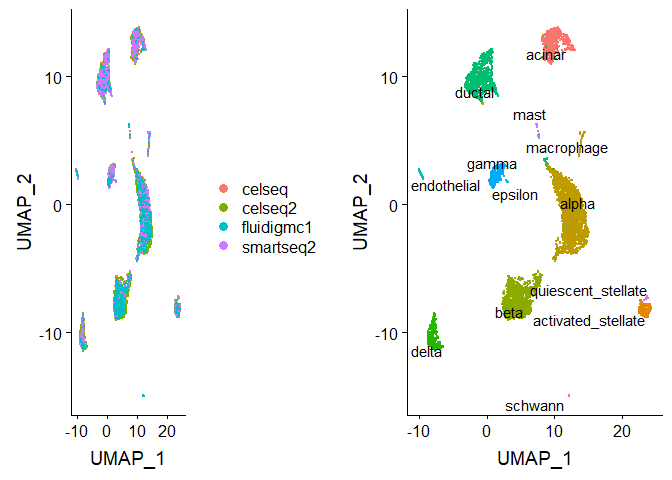 10
0
-10
UMAP_2
-10 0 10 20
UMAP_1
celseq
celseq2
fluidigmc1
smartseq2
10
0
-10
UMAP_2
acinar
ductal
mast
macrophage
gamma
endothelial
epsilon
alpha
quiescent_stellate
beta
activated_stellate
delta
schwann
-10 0 10 20
UMAP_1